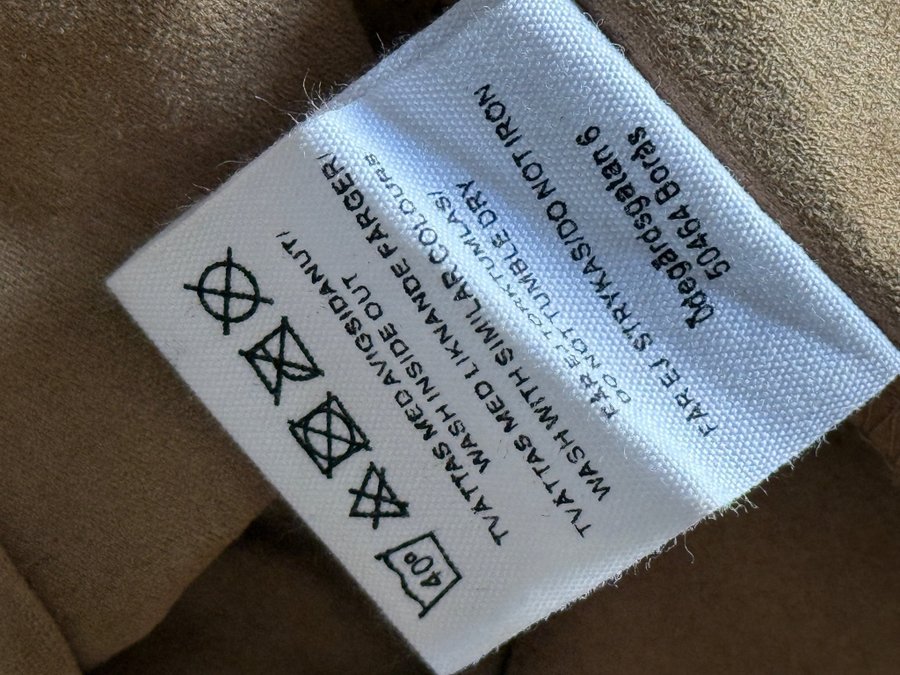 40°
TVÄTTAS MED AVIGSIDAN UT/
WASH INSIDE OUT
TVÄTTAS MED LIKNANDE FÄRGER/
WASH WITH SIMILAR COLOURS
FÅR EJ TORKTUMLAS/
DO NOT TUMBLE DRY
FÅR EJ STRYKAS/DO NOT IRON
Ödegärdsgatan 6
50464 Borås